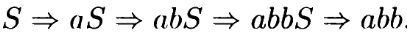 S ⇒ aS ⇒ abS ⇒ abbS ⇒ abb.